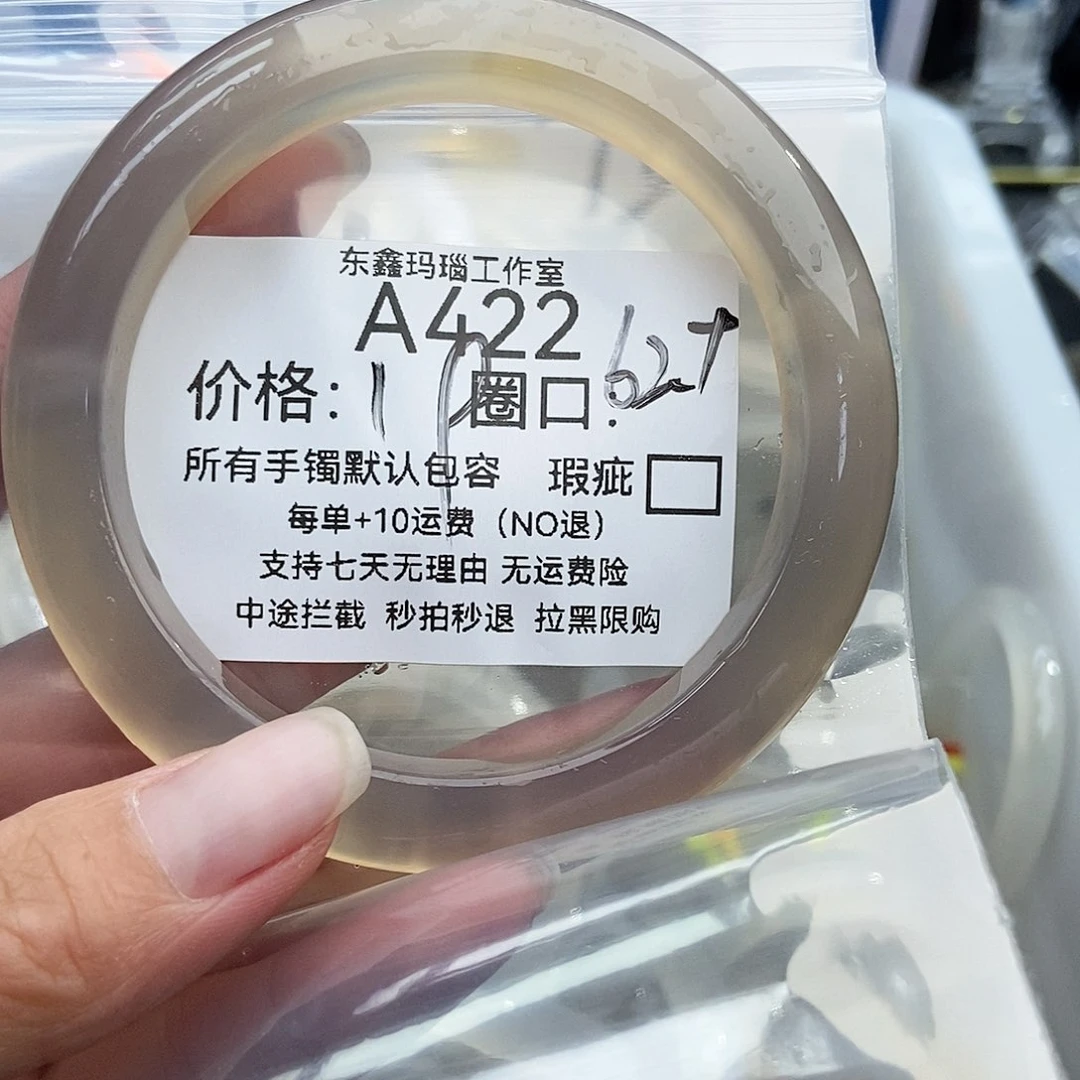 东鑫玛瑙工作室
A422
价格: 圈口: 62+
所有手镯默认包容 瑕疵
每单+10运费（NO退）
支持七天无理由 无运费险
中途拦截 秒拍秒退 拉黑限购